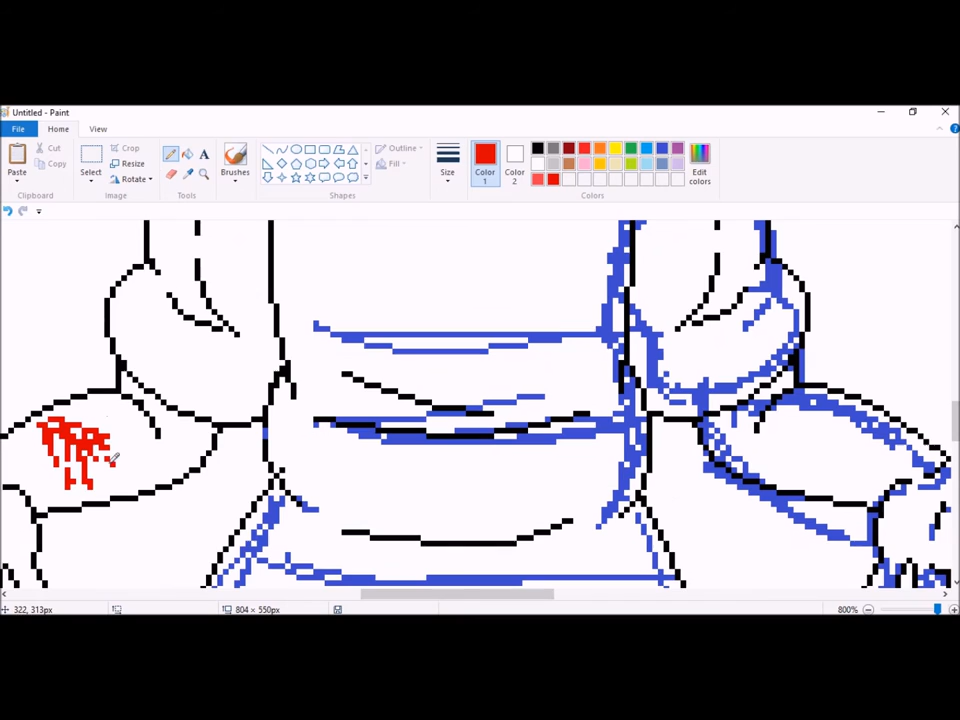 Untitled - Paint
File Home View
Paste
Cut
Copy
Clipboard
Select
Crop
Resize
Rotate
Image
A
Tools
Brushes
Outline
Fill
Shapes
Size
Color 1
Color 2
Edit colors
Colors
322, 313px
804 × 550px
800%